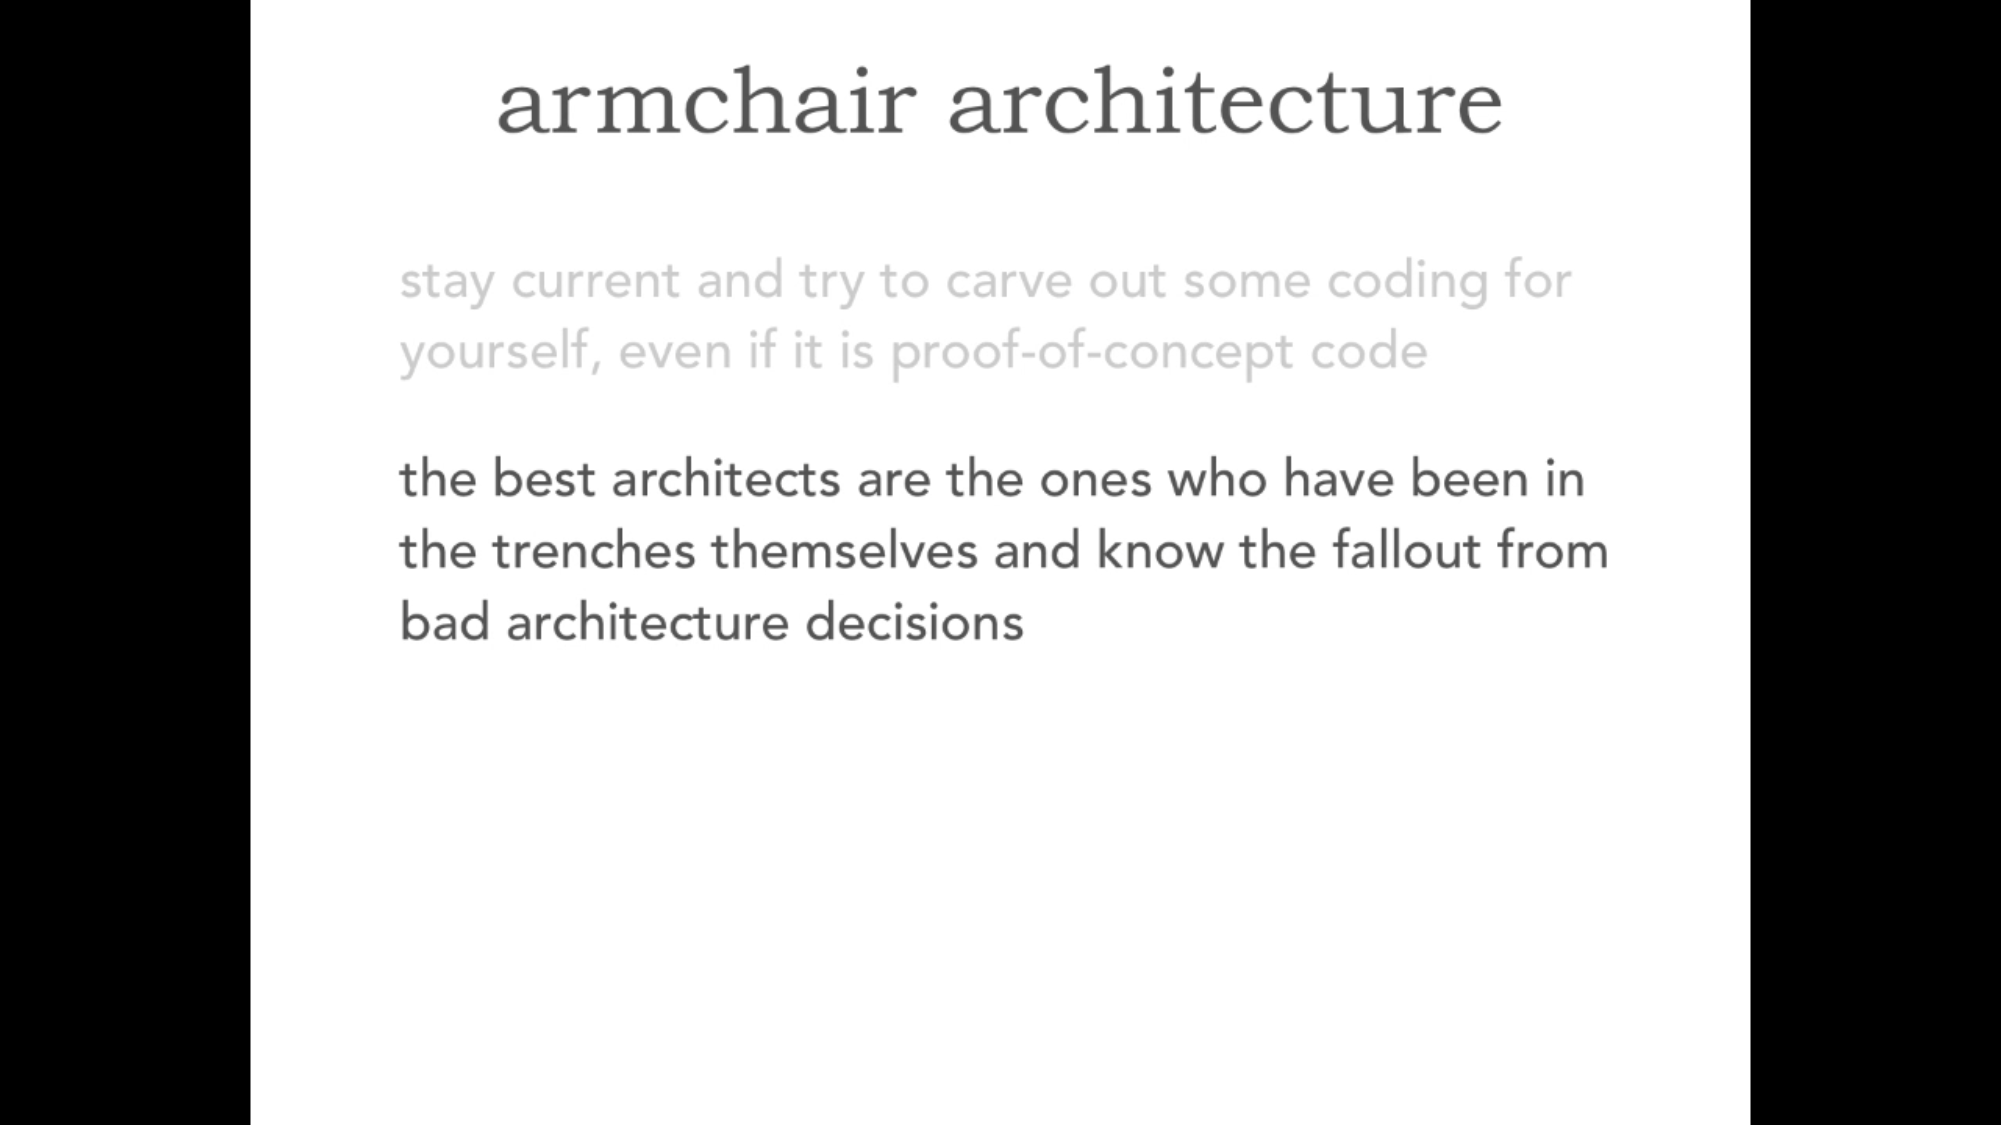 armchair architecture
stay current and try to carve out some coding for
yourself, even if it is proof-of-concept code
the best architects are the ones who have been in
the trenches themselves and know the fallout from
bad architecture decisions